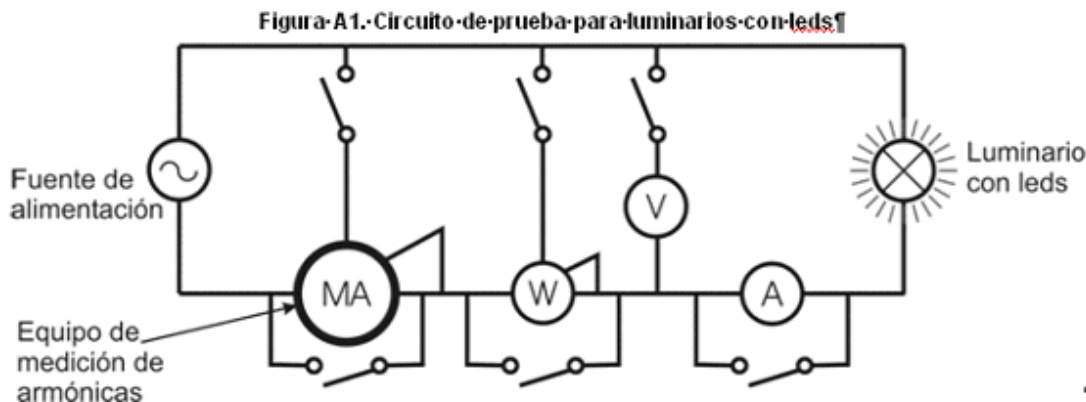 Figura·A1.·Circuito·de·prueba·para·luminarios·con·leds¶
Fuente de
alimentación
Luminario
con leds
V
MA
W
A
Equipo de
medición de
armónicas